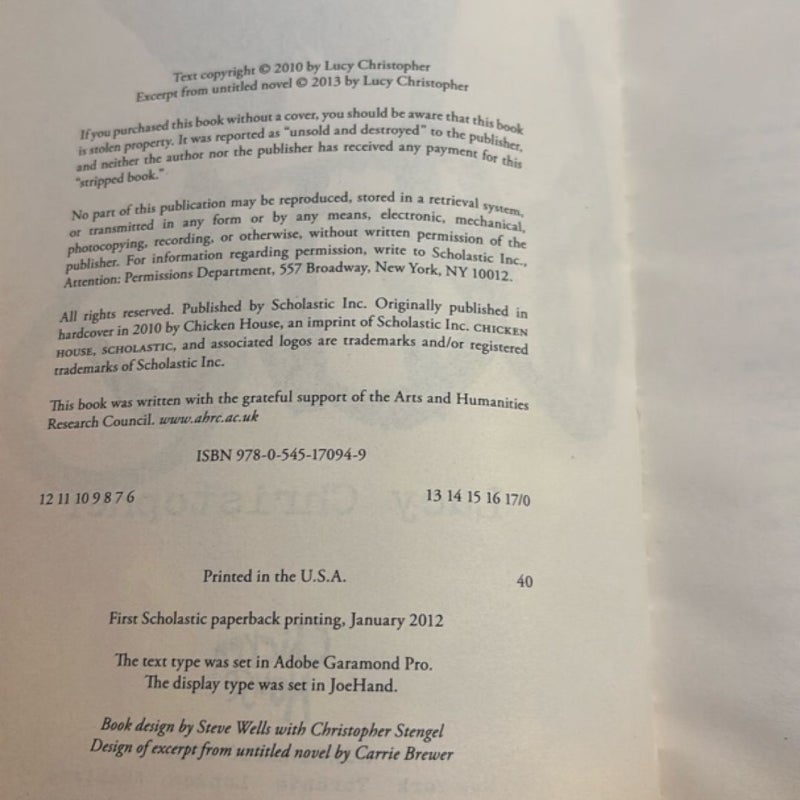 Text copyright © 2010 by Lucy Christopher
Excerpt from untitled novel © 2013 by Lucy Christopher
If you purchased this book without a cover, you should be aware that this book
is stolen property. It was reported as “unsold and destroyed” to the publisher,
and neither the author nor the publisher has received any payment for this
“stripped book.”
No part of this publication may be reproduced, stored in a retrieval system,
or transmitted in any form or by any means, electronic, mechanical,
photocopying, recording, or otherwise, without written permission of the
publisher. For information regarding permission, write to Scholastic Inc.,
Attention: Permissions Department, 557 Broadway, New York, NY 10012.
All rights reserved. Published by Scholastic Inc. Originally published in
hardcover in 2010 by Chicken House, an imprint of Scholastic Inc. CHICKEN
HOUSE, SCHOLASTIC, and associated logos are trademarks and/or registered
trademarks of Scholastic Inc.
This book was written with the grateful support of the Arts and Humanities
Research Council. www.ahrc.ac.uk
ISBN 978-0-545-17094-9
12 11 10 9 8 7 6 13 14 15 16 17/0
Printed in the U.S.A. 40
First Scholastic paperback printing, January 2012
The text type was set in Adobe Garamond Pro.
The display type was set in JoeHand.
Book design by Steve Wells with Christopher Stengel
Design of excerpt from untitled novel by Carrie Brewer